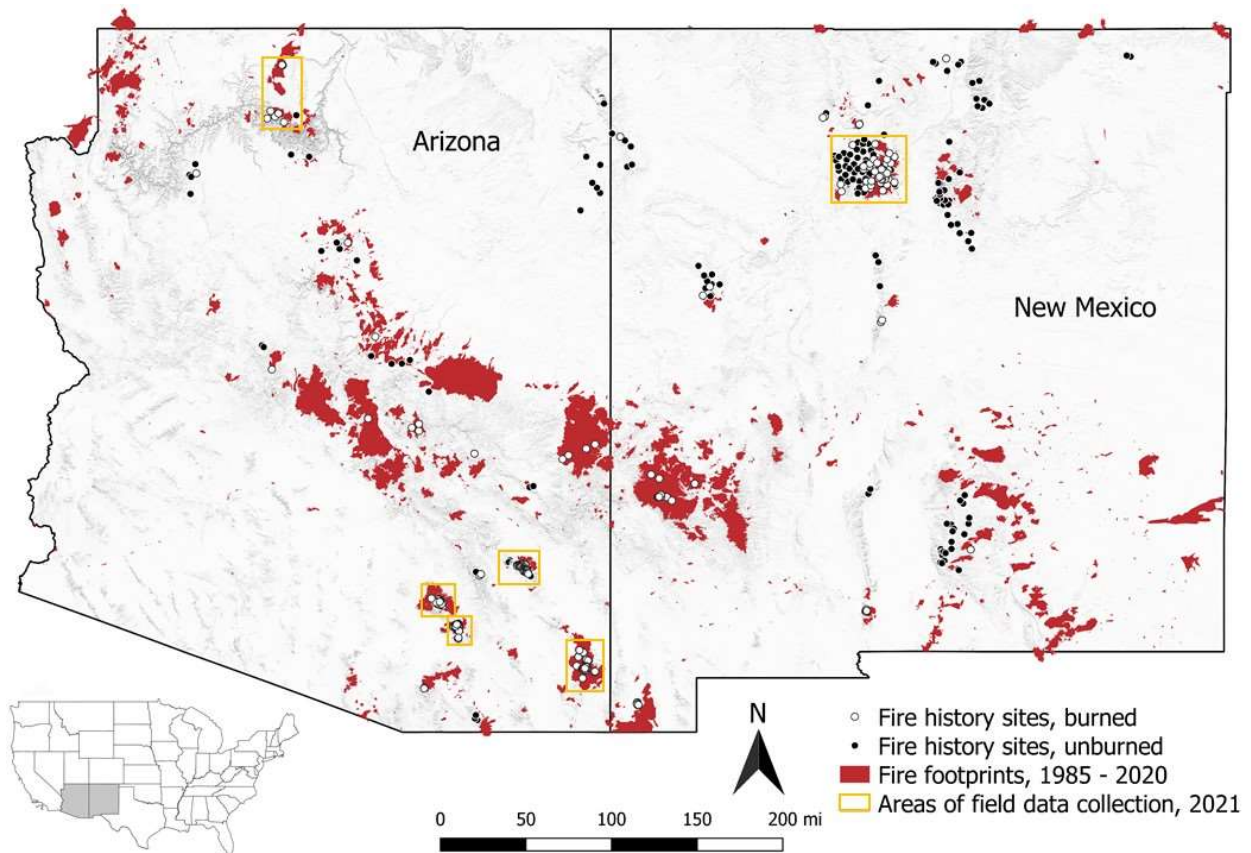 Arizona
New Mexico
N
Fire history sites, burned
Fire history sites, unburned
Fire footprints, 1985 - 2020
Areas of field data collection, 2021
0 50 100 150 200 mi